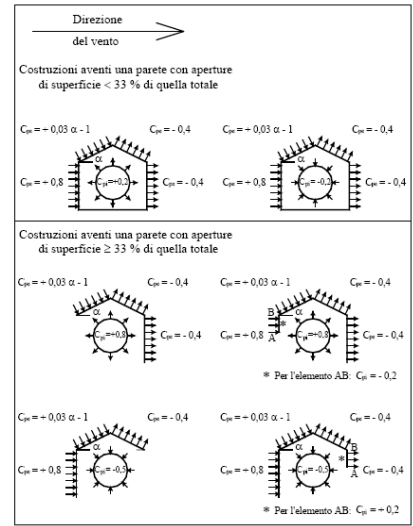 Direzione
del vento
Costruzioni aventi una parete con aperture
di superficie < 33 % di quella totale
Cpe = + 0,03 α - 1 Cpe = - 0,4 Cpe = + 0,03 α - 1 Cpe = - 0,4
α α
Cpe = + 0,8 Cpi=+0,2 Cpe = - 0,4 Cpe = + 0,8 Cpi= -0,2 Cpe = - 0,4
Costruzioni aventi una parete con aperture
di superficie ≥ 33 % di quella totale
Cpe = + 0,03 α - 1 Cpe = - 0,4 Cpe = + 0,03 α - 1 Cpe = - 0,4
α B α
Cpi=+0,8 Cpe = - 0,4 Cpe = + 0,8 * A Cpi=+0,8 Cpe = - 0,4
* Per l'elemento AB: Cpi = - 0,2
Cpe = + 0,03 α - 1 Cpe = - 0,4 Cpe = + 0,03 α - 1 Cpe = - 0,4
α α B
Cpe = + 0,8 Cpi=-0,5 Cpe = + 0,8 Cpi=-0,5 * A Cpe = - 0,4
* Per l'elemento AB: Cpi = + 0,2